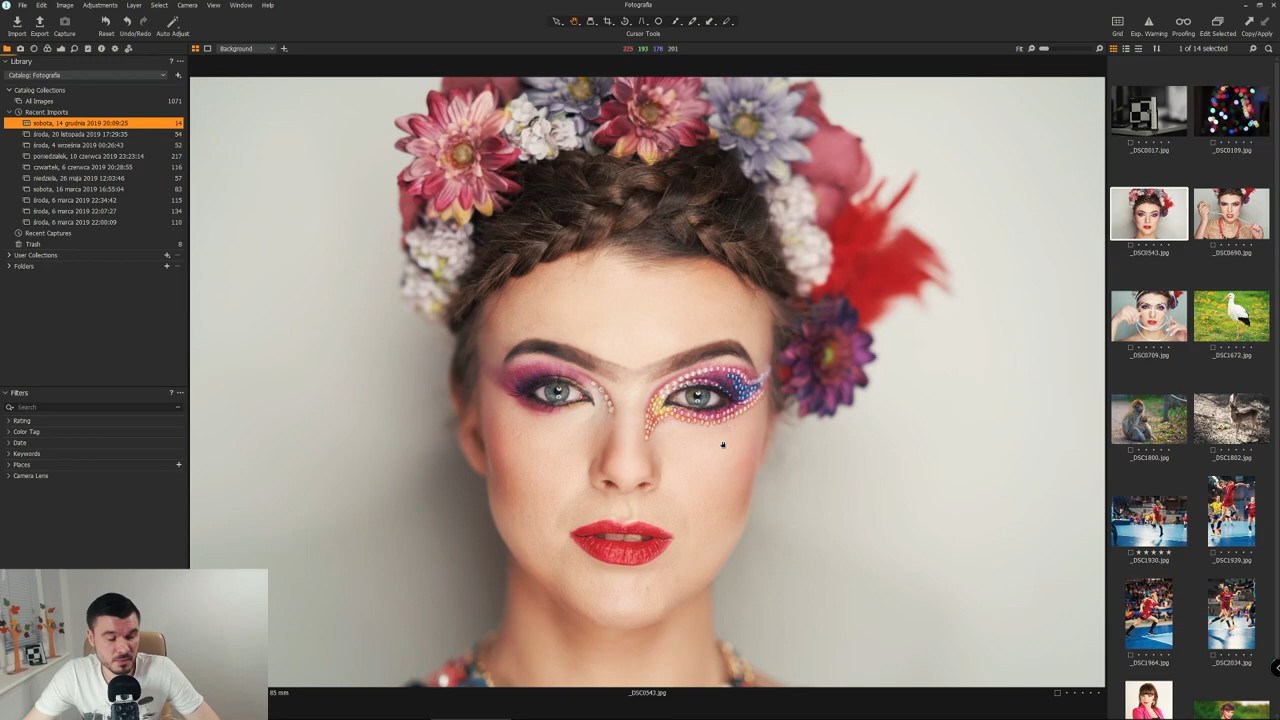 Fotografia
File Edit Image Adjustments Layer Select Camera View Window Help
Import Export Capture Reset Undo/Redo Auto Adjust Cursor Tools Grid Exp. Warning Proofing Edit Selected Copy/Apply
Background
225 193 178 201
Fit
1 of 14 selected
Library
Catalog: Fotografia
Catalog Collections
All Images 1071
Recent Imports
sobota, 14 grudnia 2019 20:09:25 14
środa, 20 listopada 2019 17:29:35 54
środa, 4 września 2019 00:26:43 52
poniedziałek, 10 czerwca 2019 23:23:14 217
czwartek, 6 czerwca 2019 20:28:55 116
niedziela, 26 maja 2019 12:03:46 57
sobota, 16 marca 2019 16:55:04 83
środa, 6 marca 2019 22:34:42 115
środa, 6 marca 2019 22:07:27 134
środa, 6 marca 2019 22:00:09 110
Recent Captures
Trash 8
User Collections
Folders
Filters
Search
Rating
Color Tag
Date
Keywords
Places
Camera Lens
85 mm
_DSC0543.jpg
_DSC0017.jpg _DSC0109.jpg
_DSC0543.jpg _DSC0690.jpg
_DSC0709.jpg _DSC1672.jpg
_DSC1800.jpg _DSC1802.jpg
_DSC1930.jpg _DSC1939.jpg
_DSC1964.jpg _DSC2034.jpg